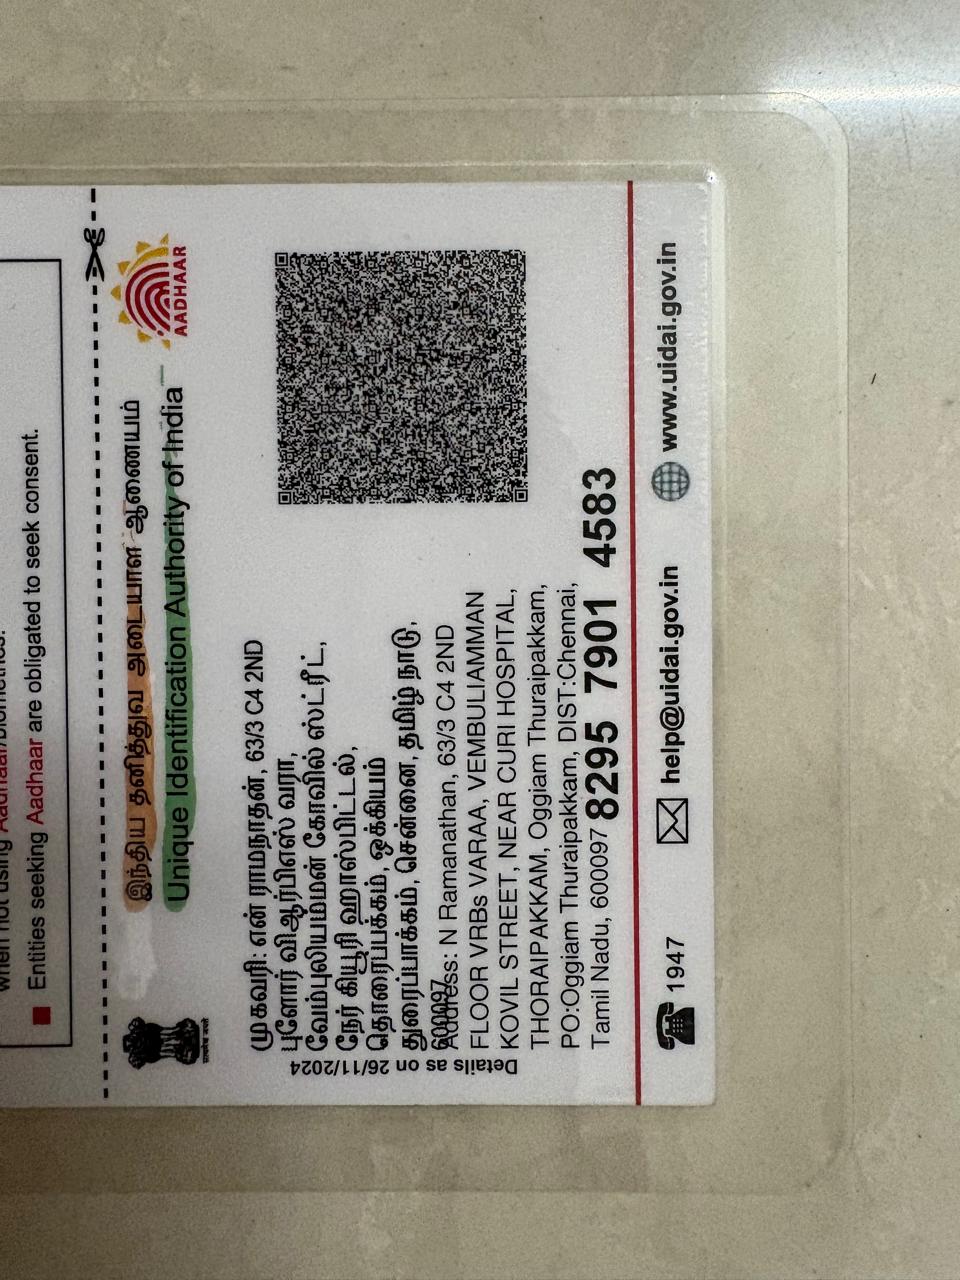 when not using Aadhaar/biometrics.
Entities seeking Aadhaar are obligated to seek consent.
सत्यमेव जयते
இந்திய தனித்துவ அடையாள ஆணையம்
Unique Identification Authority of India
AADHAAR
முகவரி: என் ராமநாதன், 63/3 C4 2ND
புளோர் விஆர்பிஎஸ் வரா,
வேம்புலியம்மன் கோவில் ஸ்ட்ரீட்,
நேர் கியூரி ஹாஸ்பிட்டல்,
தொரைப்பக்கம், ஒக்கியம்
துரைப்பாக்கம், சென்னை, தமிழ் நாடு,
600097
Address: N Ramanathan, 63/3 C4 2ND
FLOOR VRBs VARAA, VEMBULIAMMAN
KOVIL STREET, NEAR CURI HOSPITAL,
THORAIPAKKAM, Oggiam Thuraipakkam,
PO:Oggiam Thuraipakkam, DIST:Chennai,
Tamil Nadu, 600097
Details as on 26/11/2024
8295 7901 4583
1947
help@uidai.gov.in
www.uidai.gov.in